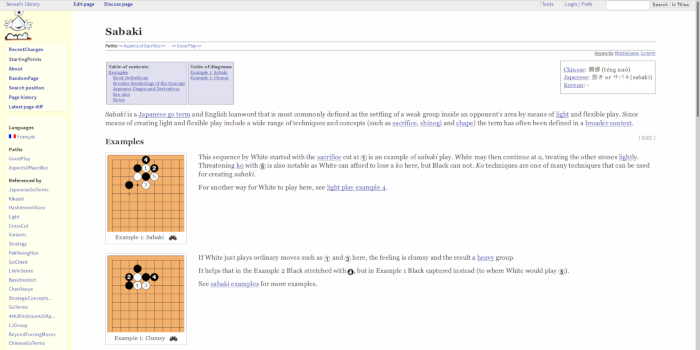 Sensei's Library
Edit page
Discuss page
Tools
Login / Prefs
Search: In Titles
RecentChanges
StartingPoints
About
RandomPage
Search position
Page history
Latest page diff
Languages
Français
Paths
GoodPlay
AspectsOfSacrifice
Referenced by
JapaneseGoTerms
Kikashi
HashimotoUtaro
Light
CrossCut
Variants
Strategy
PakYeongHun
GoClient
LifeInSente
BasicInstinct
ChenYaoye
StrategicConcepts...
GoTerms
LJGroup
BeyondForcingMoves
ChineseGoTerms
Sabaki
Paths: <= Aspects of Sacrifice => <= Good Play =>
Keywords: MiddleGame, Go term
Table of contents
Examples
Book Definitions
Broader Renderings of the Concept
Japanese Usages and Derivatives
See also
Notes
Table of diagrams
Example 1: Sabaki
Example 1: Clumsy
Chinese: 騰挪 (téng nuó)
Japanese: 捌き or サバキ(sabaki)
Korean: -
Sabaki is a Japanese go term and English loanword that is most commonly defined as the settling of a weak group inside an opponent's area by means of light and flexible play. Since
means of creating light and flexible play include a wide range of techniques and concepts (such as sacrifice, shinogi and shape) the term has often been defined in a broader context.
Examples
[ Edit ]
This sequence by White started with the sacrifice cut at 1 is an example of sabaki play. White may then continue at a, treating the other stones lightly.
Threatening ko with 5 is also notable as White can afford to lose a ko here, but Black can not. Ko techniques are one of many techniques that can be used
for creating sabaki.
For another way for White to play here, see light play example 4.
Example 1: Sabaki
If White just plays ordinary moves such as 1 and 3 here, the feeling is clumsy and the result a heavy group.
It helps that in the Example 2 Black stretched with 4, but in Example 1 Black captured instead (to where White would play 5).
See sabaki examples for more examples.
Example 1: Clumsy